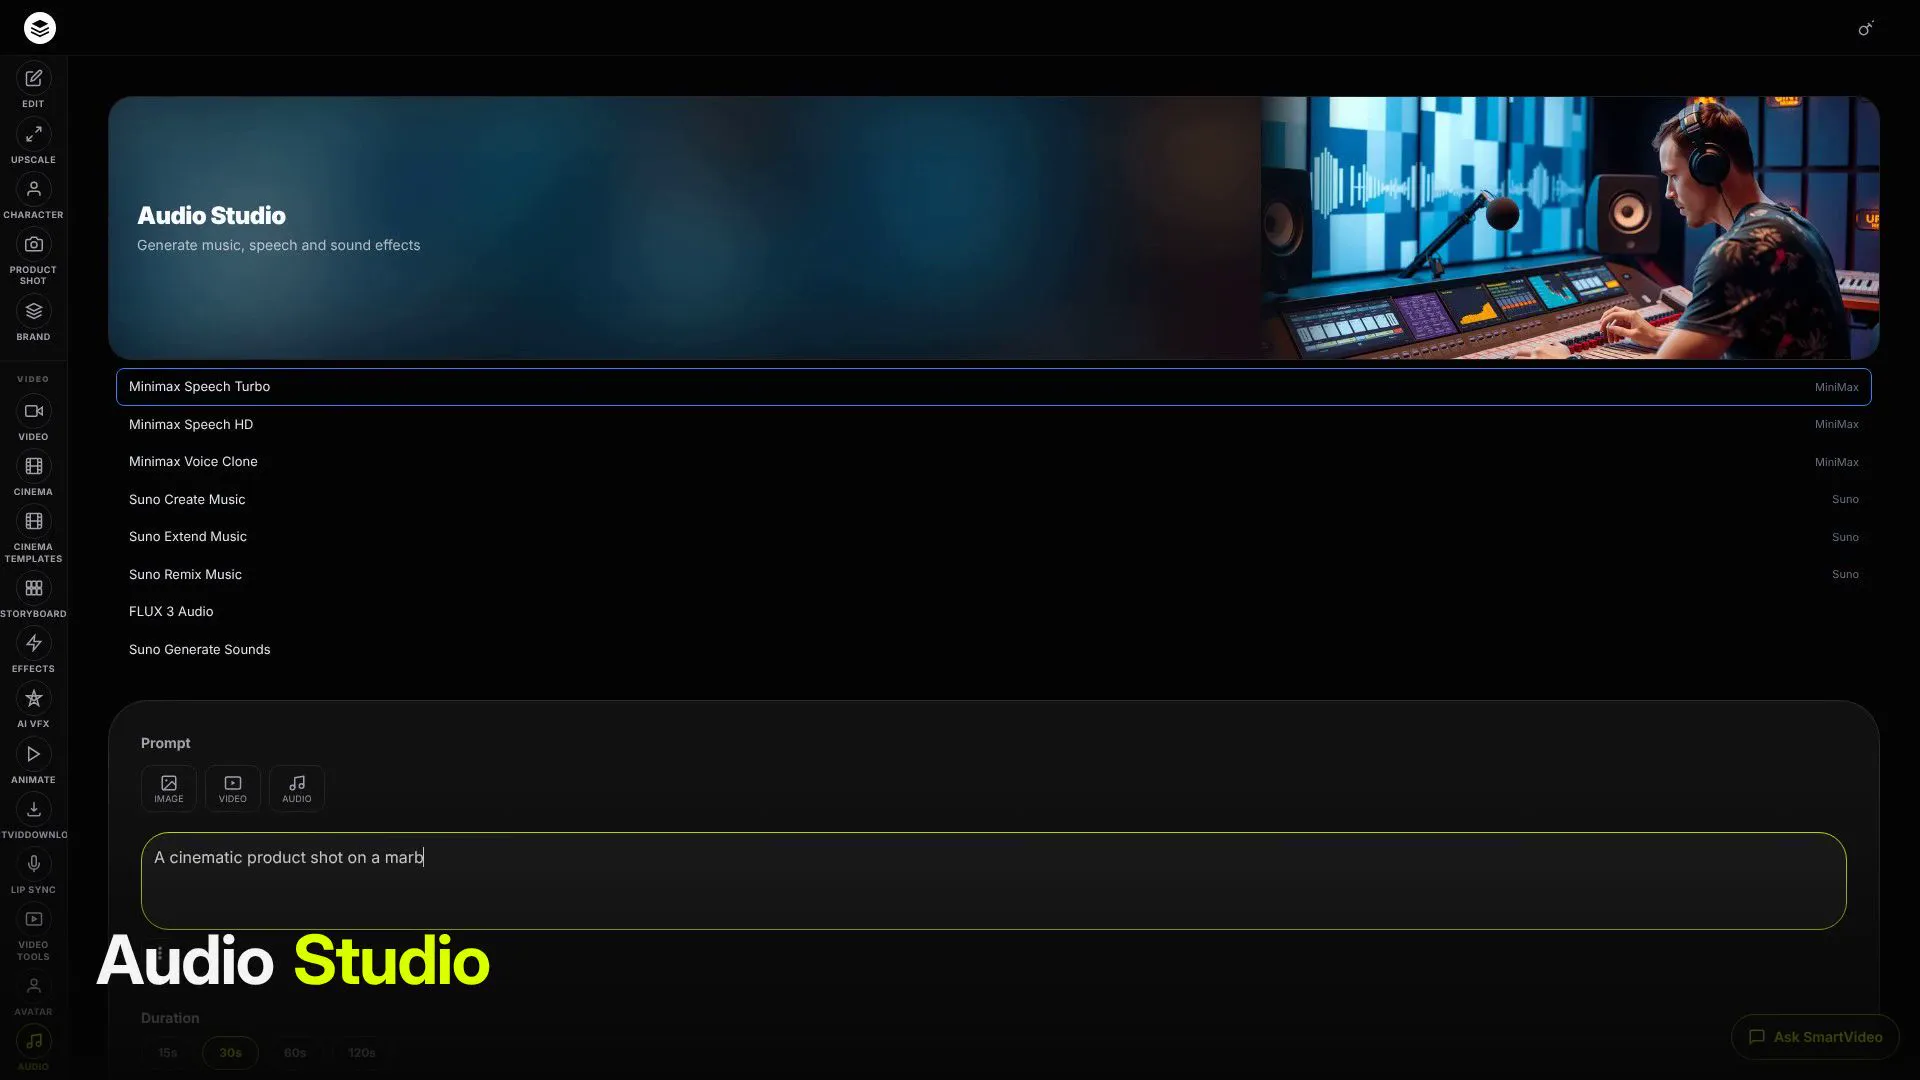 EDIT
UPSCALE
CHARACTER
PRODUCT
SHOT
BRAND
VIDEO
VIDEO
CINEMA
CINEMA
TEMPLATES
STORYBOARD
EFFECTS
AI VFX
ANIMATE
TVIDDOWNLO
LIP SYNC
VIDEO
TOOLS
AVATAR
AUDIO
Audio Studio
Generate music, speech and sound effects
Minimax Speech Turbo MiniMax
Minimax Speech HD MiniMax
Minimax Voice Clone MiniMax
Suno Create Music Suno
Suno Extend Music Suno
Suno Remix Music Suno
FLUX 3 Audio
Suno Generate Sounds
Prompt
IMAGE VIDEO AUDIO
A cinematic product shot on a marb
Audio Studio
Duration
15s 30s 60s 120s
Ask SmartVideo